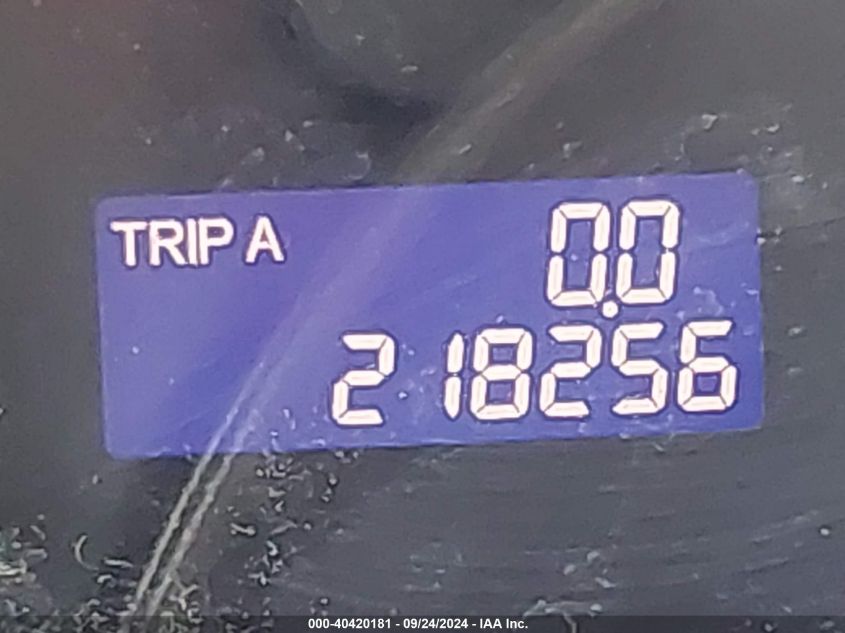 TRIP A 0.0
218256
000-40420181 - 09/24/2024 - IAA Inc.